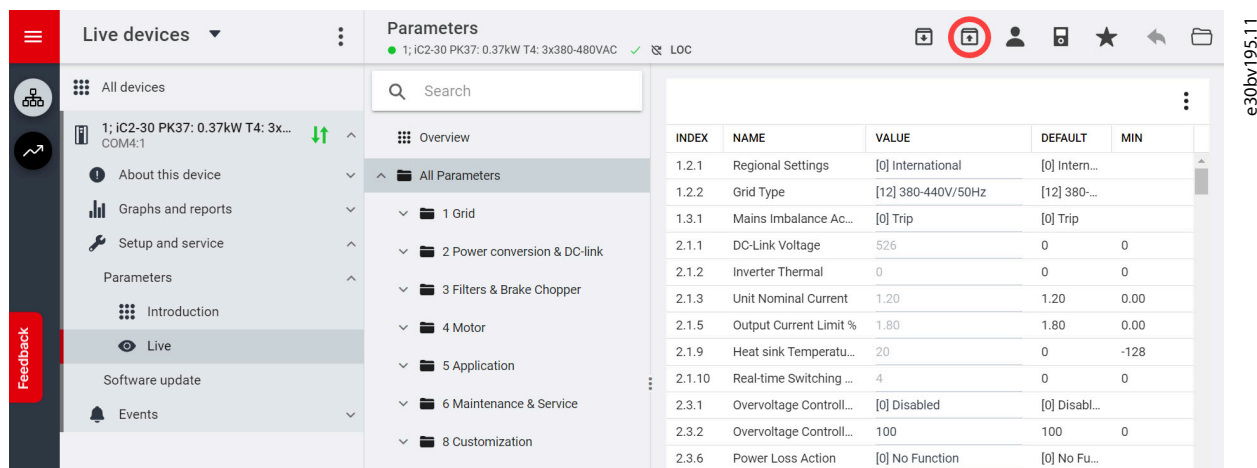 Live devices
All devices
1; iC2-30 PK37: 0.37kW T4: 3x...
COM4:1
About this device
Graphs and reports
Setup and service
Parameters
Introduction
Live
Software update
Events
Feedback
Parameters
1; iC2-30 PK37: 0.37kW T4: 3x380-480VAC LOC
Search
Overview
All Parameters
1 Grid
2 Power conversion & DC-link
3 Filters & Brake Chopper
4 Motor
5 Application
6 Maintenance & Service
8 Customization
INDEX NAME VALUE DEFAULT MIN
1.2.1 Regional Settings [0] International [0] Intern...
1.2.2 Grid Type [12] 380-440V/50Hz [12] 380-...
1.3.1 Mains Imbalance Ac... [0] Trip [0] Trip
2.1.1 DC-Link Voltage 526 0 0
2.1.2 Inverter Thermal 0 0 0
2.1.3 Unit Nominal Current 1.20 1.20 0.00
2.1.5 Output Current Limit % 1.80 1.80 0.00
2.1.9 Heat sink Temperatu... 20 0 -128
2.1.10 Real-time Switching ... 4 0 0
2.3.1 Overvoltage Controll... [0] Disabled [0] Disabl...
2.3.2 Overvoltage Controll... 100 100 0
2.3.6 Power Loss Action [0] No Function [0] No Fu...
e30bv195.11